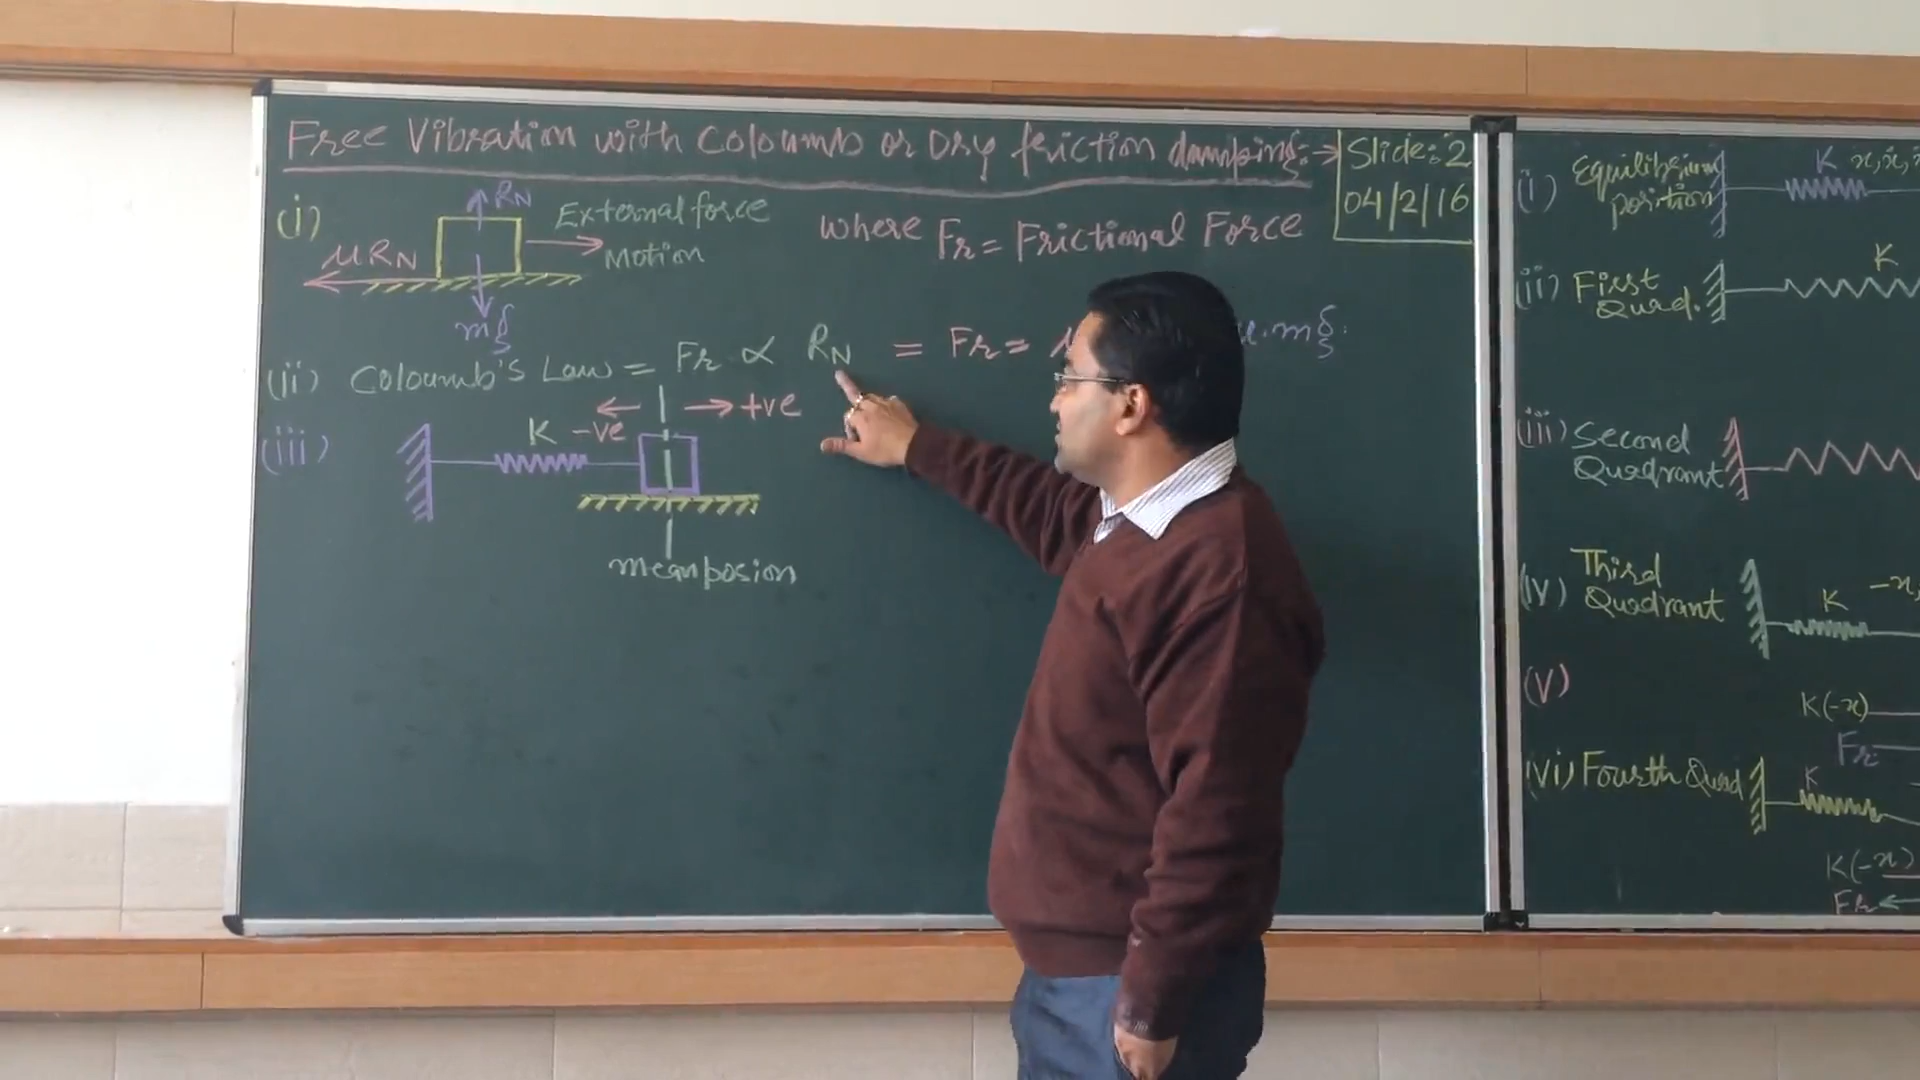 Free Vibration with Coloumb or Dry friction damping:→
Slide: 2
04/2/16
(i)
RN
External force
Motion
μRN
mg
where Fr = Frictional Force
(ii) Coloumb's Law = Fr ∝ RN = Fr = μ.mg.
-ve
+ve
(iii)
K
mean posion
(i) Equilibrium
position
K
(ii) First
Quad.
K
(iii) Second
Quadrant
(iv) Third
Quadrant
K
-x,
(v)
K(-x)
Fr
(vi) Fourth Quad
K
K(-x)
Fr